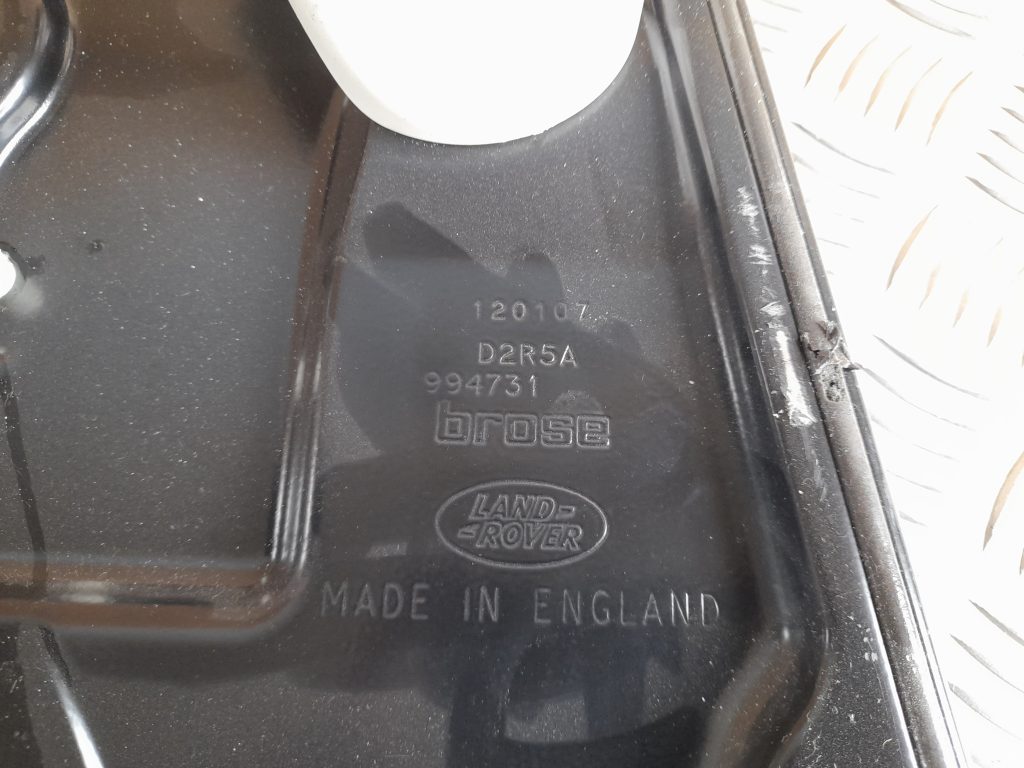 120107
D2R5A
994731
brose
LAND-
-ROVER
MADE IN ENGLAND